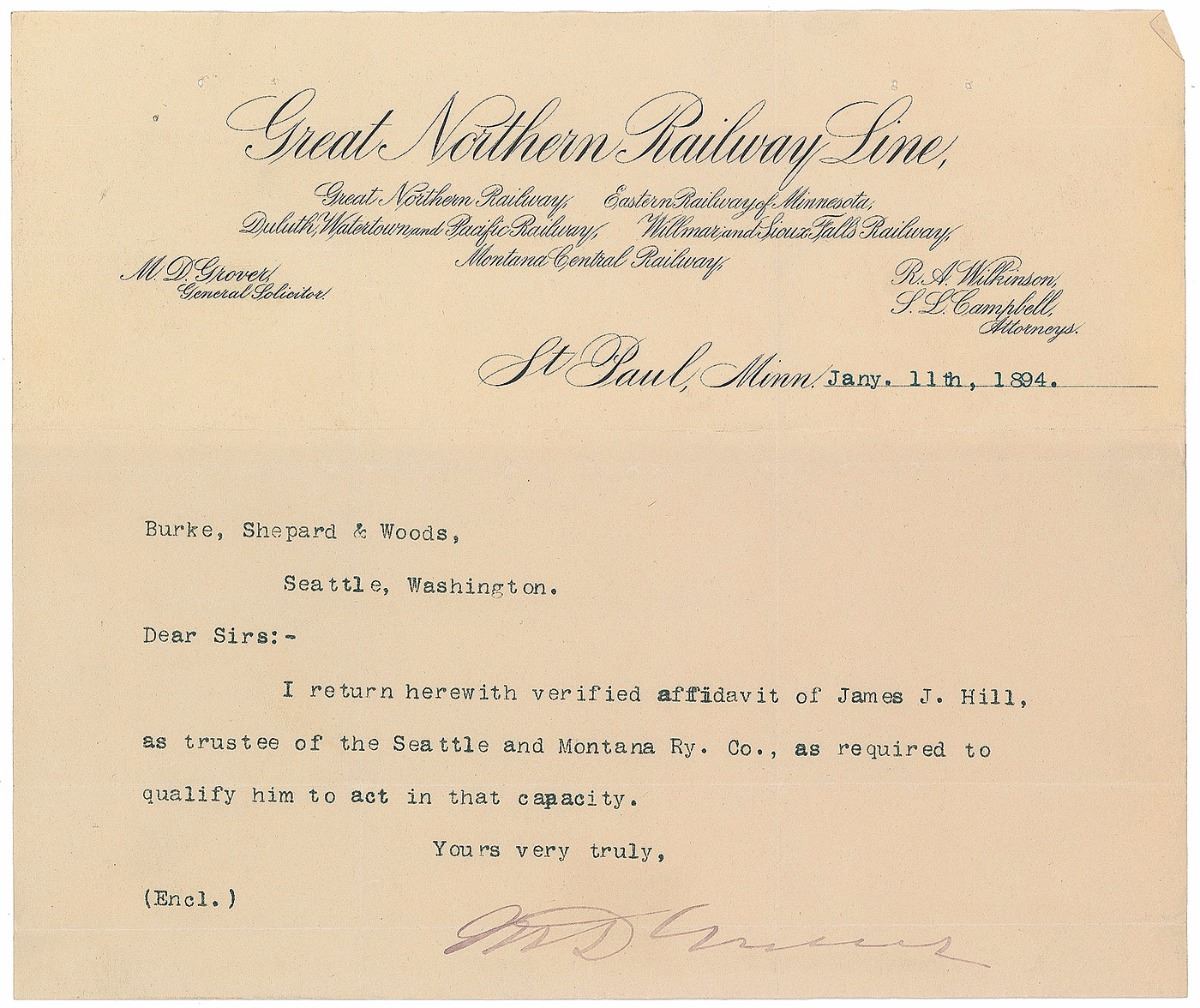 Great Northern Railway Line,
Great Northern Railway, Eastern Railway of Minnesota,
Duluth, Watertown and Pacific Railway, Willmar and Sioux Falls Railway,
Montana Central Railway,
M. D. Grover,
General Solicitor.
R. A. Wilkinson,
S. L. Campbell,
Attorneys.
St Paul, Minn. Jany. 11th, 1894.
Burke, Shepard & Woods,
Seattle, Washington.
Dear Sirs:-
I return herewith verified affidavit of James J. Hill,
as trustee of the Seattle and Montana Ry. Co., as required to
qualify him to act in that capacity.
Yours very truly,
(Encl.)
M D Grover